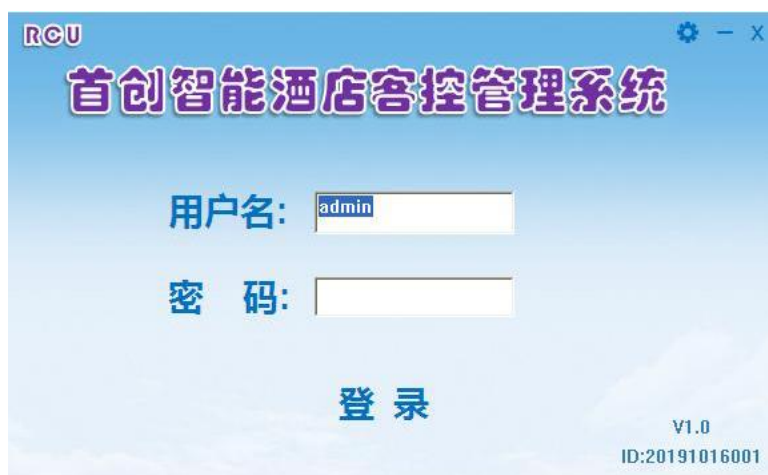 RCU
— X
首创智能酒店客控管理系统
用户名: admin
密 码:
登 录
V1.0
ID:20191016001